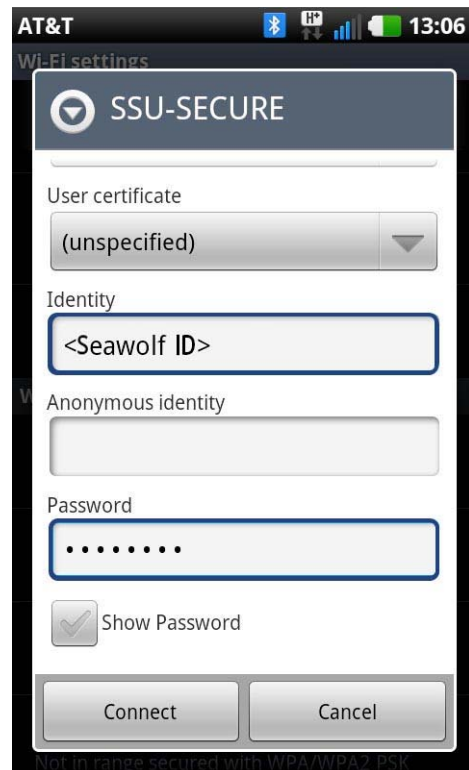 AT&T 13:06
Wi-Fi settings
SSU-SECURE
User certificate
(unspecified)
Identity
<Seawolf ID>
Anonymous identity
Password
••••••••
Show Password
Connect Cancel
Not in range secured with WPA/WPA2 PSK